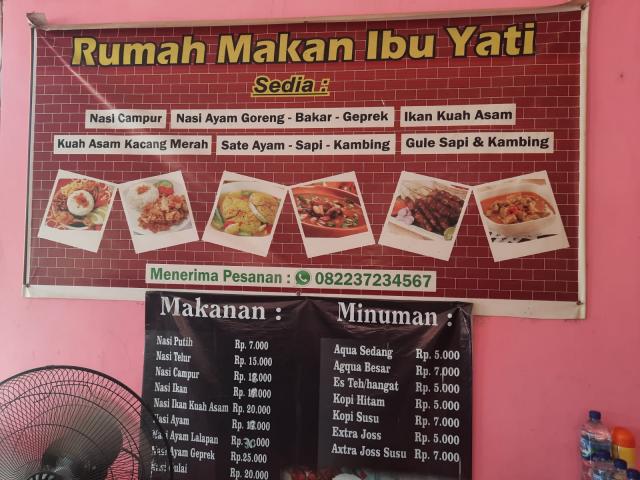 Rumah Makan Ibu Yati
Sedia :
Nasi Campur Nasi Ayam Goreng - Bakar - Geprek Ikan Kuah Asam
Kuah Asam Kacang Merah Sate Ayam - Sapi - Kambing Gule Sapi & Kambing
Menerima Pesanan : 082237234567
Makanan :
Nasi Putih Rp. 7.000
Nasi Telur Rp. 15.000
Nasi Campur Rp.
Nasi Ikan Rp.
Nasi Ikan Kuah Asam Rp. 20.000
Nasi Ayam Rp.
Nasi Ayam Lalapan Rp.
Nasi Ayam Geprek Rp.25.000
Rp. 20.000
Minuman :
Aqua Sedang Rp. 5.000
Agqua Besar Rp. 7.000
Es Teh/hangat Rp. 5.000
Kopi Hitam Rp. 5.000
Kopi Susu Rp. 7.000
Extra Joss Rp. 5.000
Axtra Joss Susu Rp. 7.000